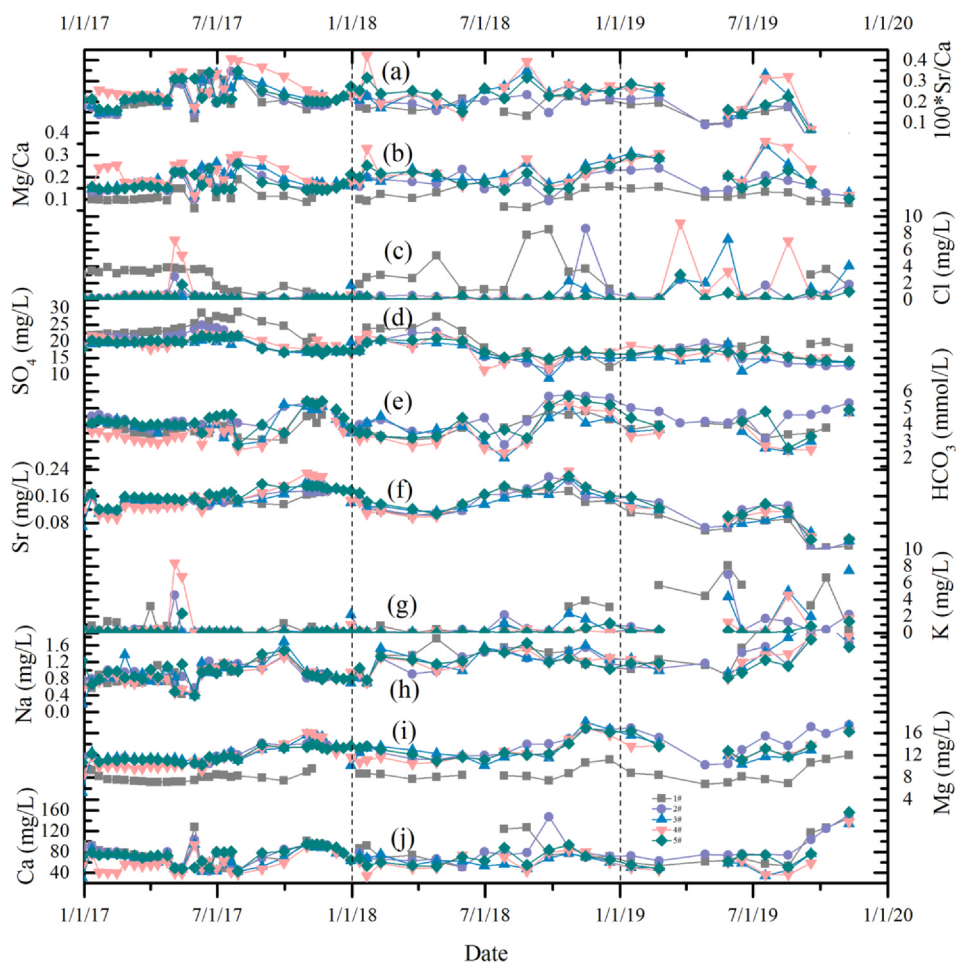 1/1/17 7/1/17 1/1/18 7/1/18 1/1/19 7/1/19 1/1/20
(a)
0.4
0.3
0.2
0.1
100*Sr/Ca
Mg/Ca
0.4
0.3
0.2
0.1
(b)
(c)
10
8
6
4
2
0
Cl (mg/L)
SO4 (mg/L)
30
25
20
15
10
(d)
(e)
6
5
4
3
2
HCO3 (mmol/L)
Sr (mg/L)
0.24
0.16
0.08
(f)
(g)
10
8
6
4
2
0
K (mg/L)
Na (mg/L)
1.6
1.2
0.8
0.4
0.0
(h)
(i)
16
12
8
4
Mg (mg/L)
Ca (mg/L)
160
120
80
40
(j)
1#
2#
3#
4#
5#
1/1/17 7/1/17 1/1/18 7/1/18 1/1/19 7/1/19 1/1/20
Date